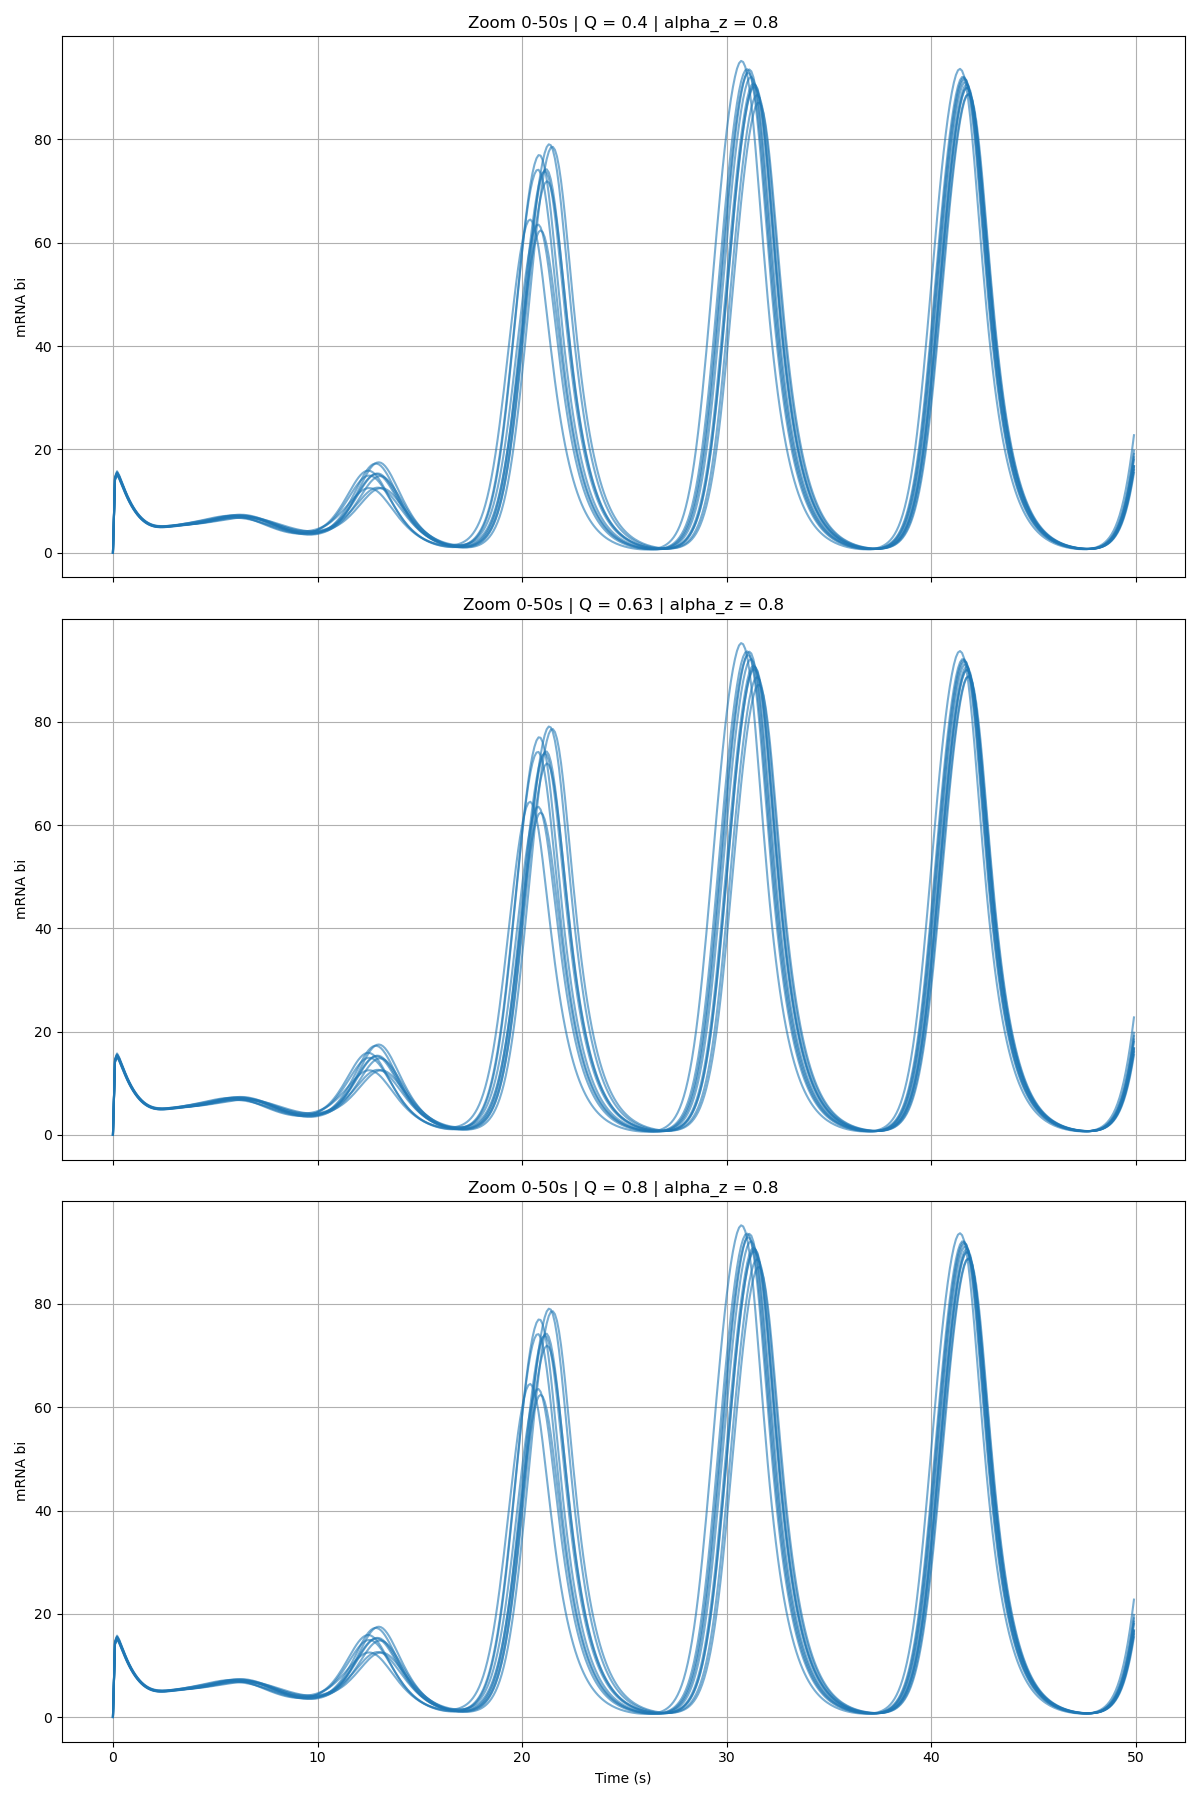 Zoom 0-50s | Q = 0.4 | alpha_z = 0.8
80
60
40
20
0
mRNA bi
Zoom 0-50s | Q = 0.63 | alpha_z = 0.8
80
60
40
20
0
mRNA bi
Zoom 0-50s | Q = 0.8 | alpha_z = 0.8
80
60
40
20
0
mRNA bi
0 10 20 30 40 50
Time (s)